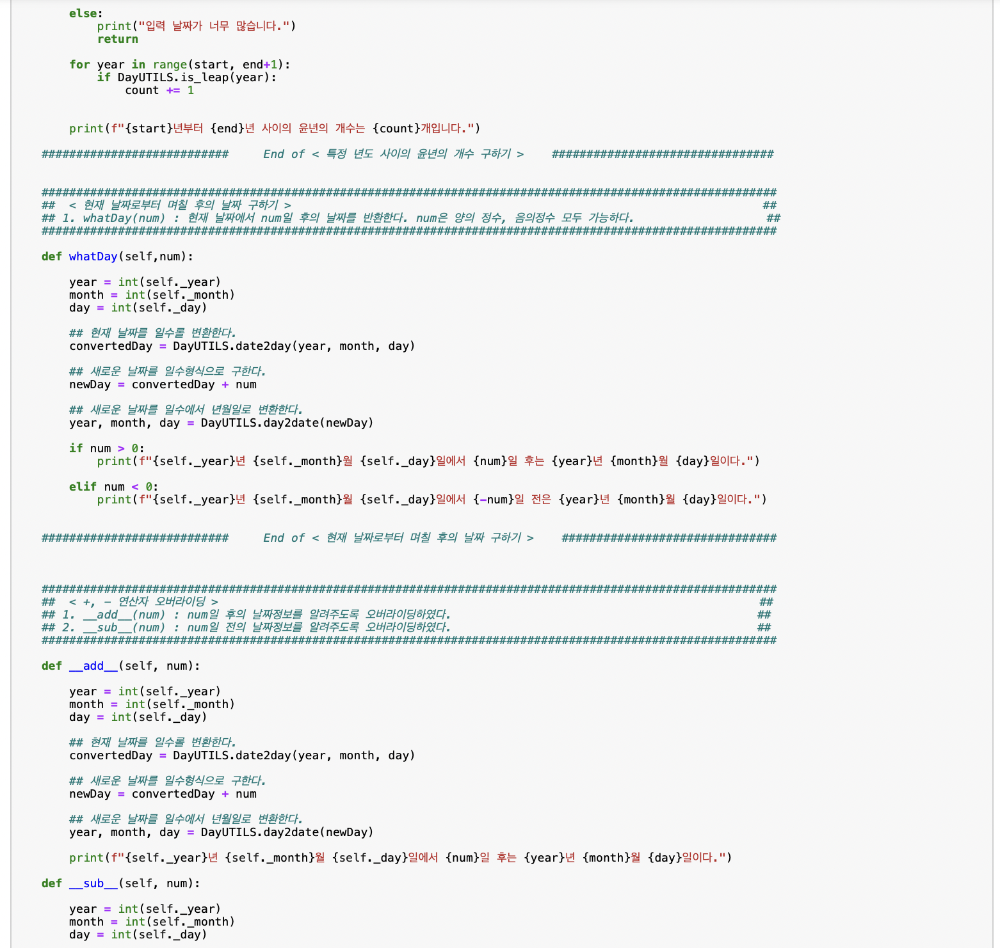 else:
print("입력 날짜가 너무 많습니다.")
return
for year in range(start, end+1):
if DayUTILS.is_leap(year):
count += 1
print(f"{start}년부터 {end}년 사이의 윤년의 개수는 {count}개입니다.")
########################### End of < 특정 년도 사이의 윤년의 개수 구하기 > ################################
##########################################################################################################
## < 현재 날짜로부터 며칠 후의 날짜 구하기 > ##
## 1. whatDay(num) : 현재 날짜에서 num일 후의 날짜를 반환한다. num은 양의 정수, 음의정수 모두 가능하다. ##
##########################################################################################################
def whatDay(self,num):
year = int(self._year)
month = int(self._month)
day = int(self._day)
## 현재 날짜를 일수롤 변환한다.
convertedDay = DayUTILS.date2day(year, month, day)
## 새로운 날짜를 일수형식으로 구한다.
newDay = convertedDay + num
## 새로운 날짜를 일수에서 년월일로 변환한다.
year, month, day = DayUTILS.day2date(newDay)
if num > 0:
print(f"{self._year}년 {self._month}월 {self._day}일에서 {num}일 후는 {year}년 {month}월 {day}일이다.")
elif num < 0:
print(f"{self._year}년 {self._month}월 {self._day}일에서 {-num}일 전은 {year}년 {month}월 {day}일이다.")
########################### End of < 현재 날짜로부터 며칠 후의 날짜 구하기 > ###############################
##########################################################################################################
## < +, - 연산자 오버라이딩 > ##
## 1. __add__(num) : num일 후의 날짜정보를 알려주도록 오버라이딩하였다. ##
## 2. __sub__(num) : num일 전의 날짜정보를 알려주도록 오버라이딩하였다. ##
##########################################################################################################
def __add__(self, num):
year = int(self._year)
month = int(self._month)
day = int(self._day)
## 현재 날짜를 일수롤 변환한다.
convertedDay = DayUTILS.date2day(year, month, day)
## 새로운 날짜를 일수형식으로 구한다.
newDay = convertedDay + num
## 새로운 날짜를 일수에서 년월일로 변환한다.
year, month, day = DayUTILS.day2date(newDay)
print(f"{self._year}년 {self._month}월 {self._day}일에서 {num}일 후는 {year}년 {month}월 {day}일이다.")
def __sub__(self, num):
year = int(self._year)
month = int(self._month)
day = int(self._day)